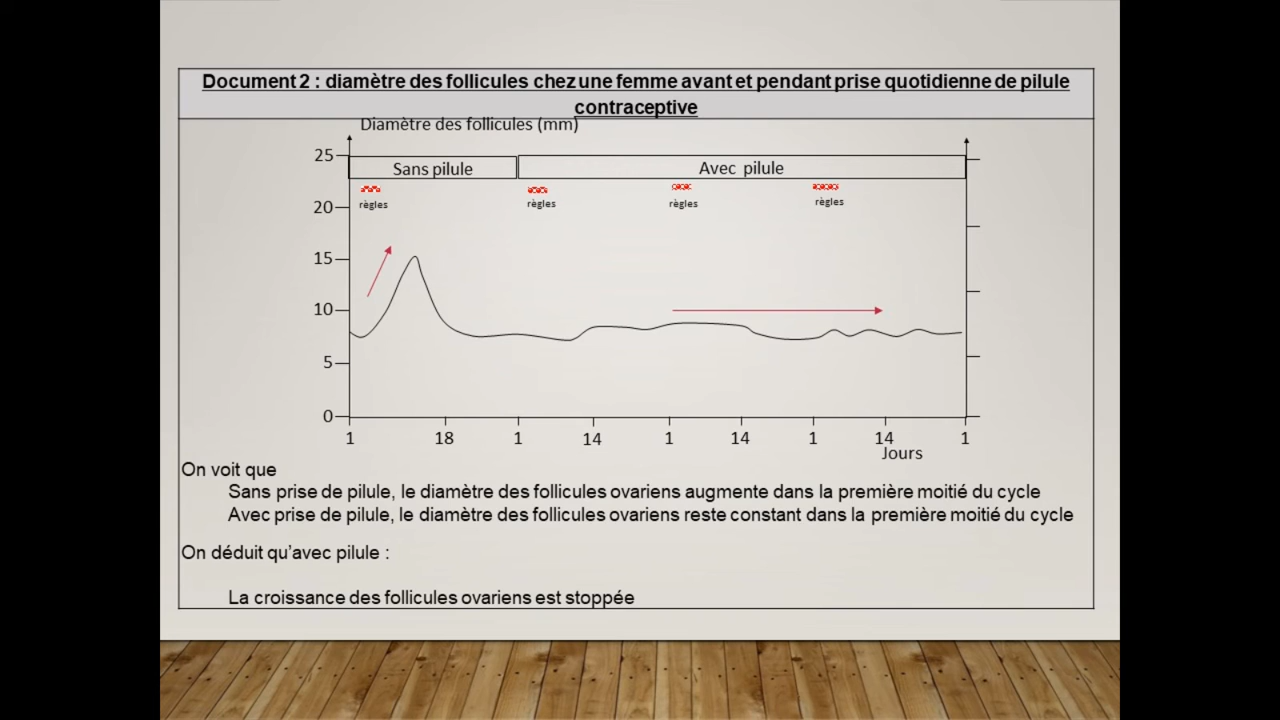 Document 2 : diamètre des follicules chez une femme avant et pendant prise quotidienne de pilule
contraceptive
Diamètre des follicules (mm)
25
Sans pilule
Avec pilule
règles
règles
règles
règles
20
15
10
5
0
1
18
1
14
1
14
1
14
1
Jours
On voit que
Sans prise de pilule, le diamètre des follicules ovariens augmente dans la première moitié du cycle
Avec prise de pilule, le diamètre des follicules ovariens reste constant dans la première moitié du cycle
On déduit qu'avec pilule :
La croissance des follicules ovariens est stoppée